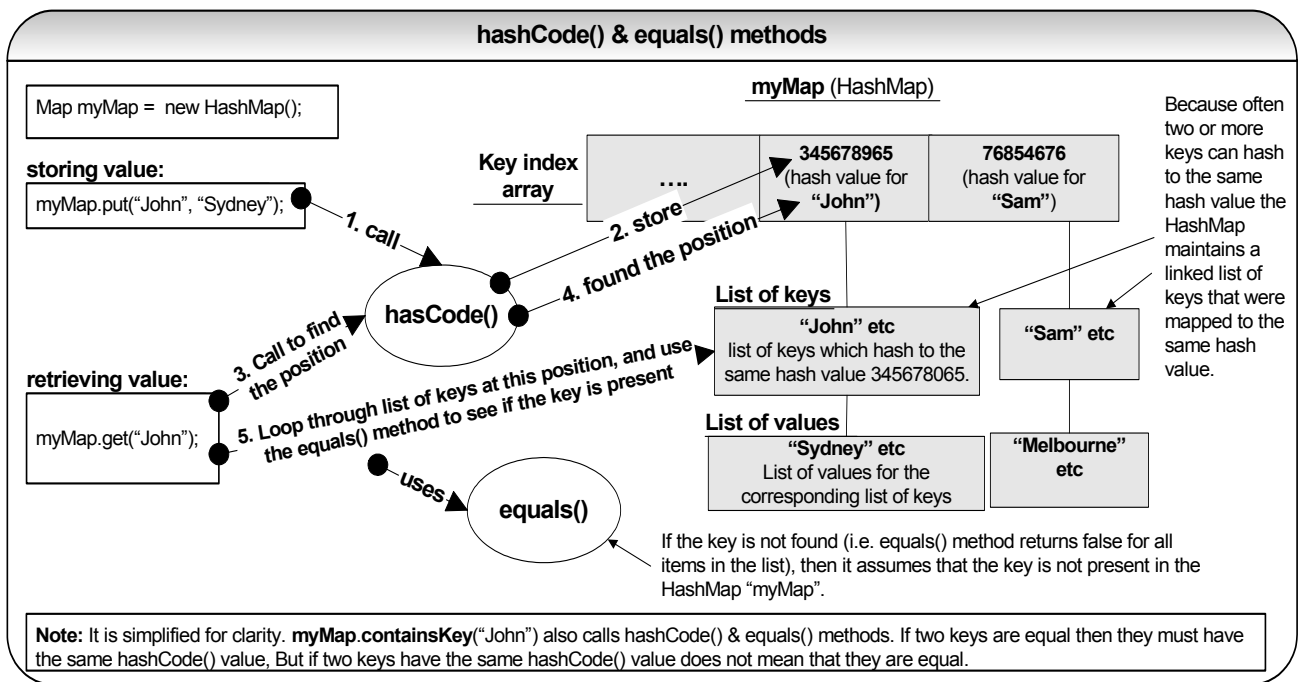 hashCode() & equals() methods
Map myMap = new HashMap();
storing value:
myMap.put(“John”, “Sydney”);
1. call
hasCode()
2. store
4. found the position
3. Call to find
the position
retrieving value:
myMap.get(“John”);
5. Loop through list of keys at this position, and use
the equals() method to see if the key is present
uses
equals()
myMap (HashMap)
Key index
array
....
345678965
(hash value for
“John”)
76854676
(hash value for
“Sam”)
List of keys
“John” etc
list of keys which hash to the
same hash value 345678065.
“Sam” etc
List of values
“Sydney” etc
List of values for the
corresponding list of keys
“Melbourne”
etc
Because often
two or more
keys can hash
to the same
hash value the
HashMap
maintains a
linked list of
keys that were
mapped to the
same hash
value.
If the key is not found (i.e. equals() method returns false for all
items in the list), then it assumes that the key is not present in the
HashMap “myMap”.
Note: It is simplified for clarity. myMap.containsKey(“John”) also calls hashCode() & equals() methods. If two keys are equal then they must have
the same hashCode() value, But if two keys have the same hashCode() value does not mean that they are equal.